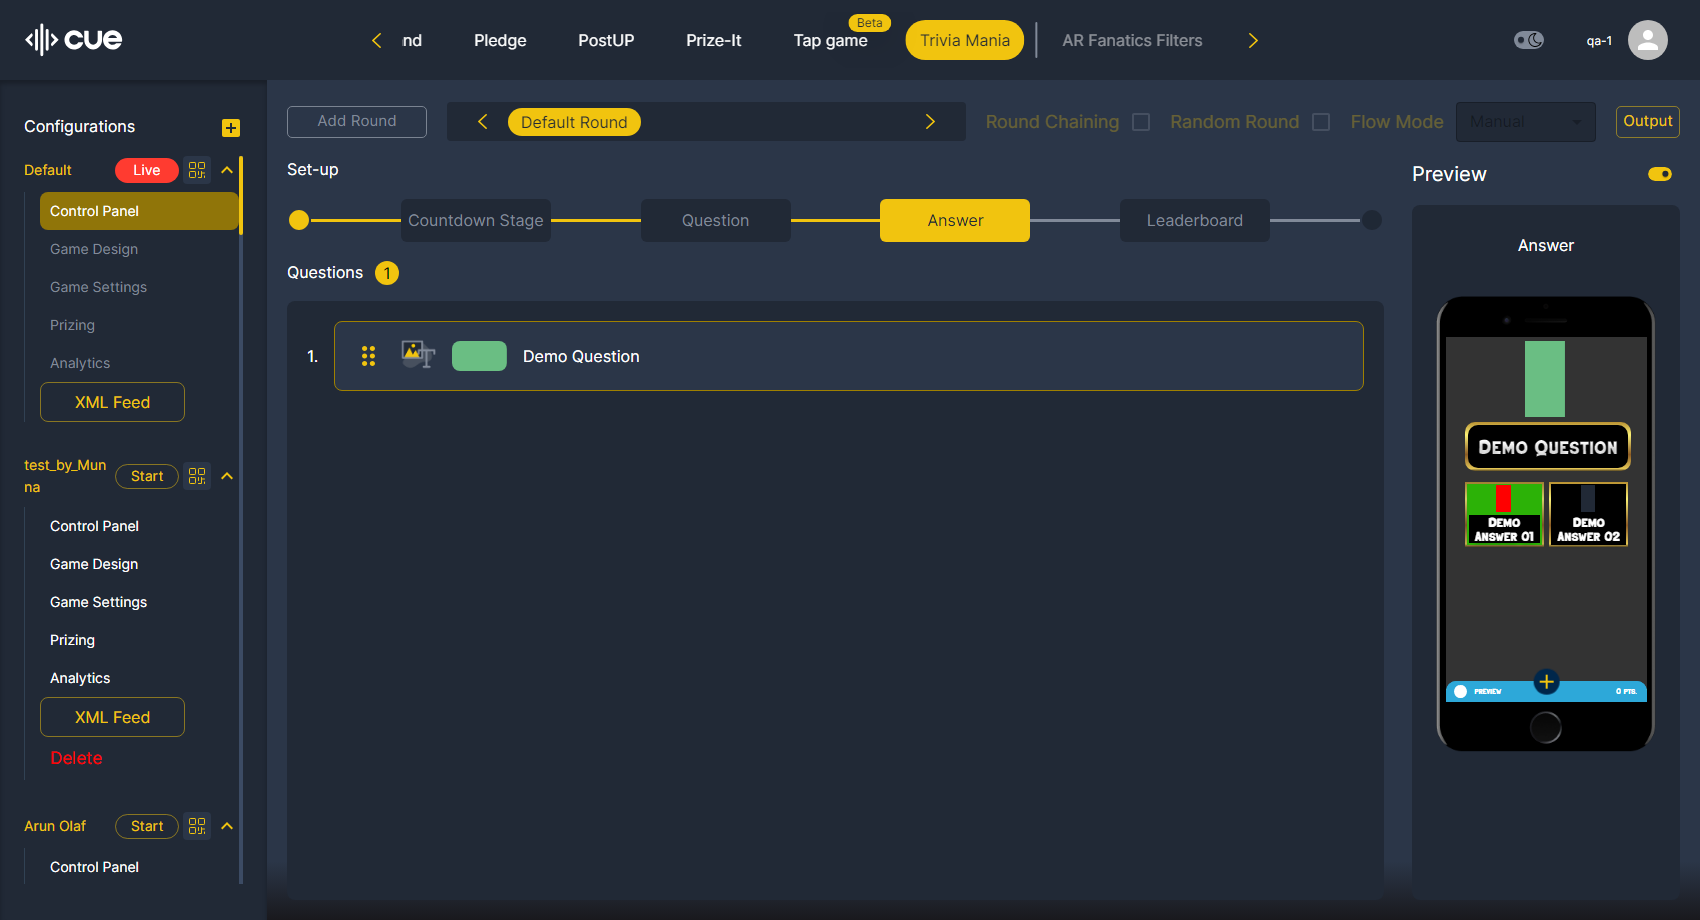 cue
nd
Pledge
PostUP
Prize-It
Tap game
Beta
Trivia Mania
AR Fanatics Filters
qa-1
Configurations
Default
Live
Control Panel
Game Design
Game Settings
Prizing
Analytics
XML Feed
test_by_Mun
na
Start
Control Panel
Game Design
Game Settings
Prizing
Analytics
XML Feed
Delete
Arun Olaf
Start
Control Panel
Add Round
Default Round
Round Chaining
Random Round
Flow Mode
Manual
Output
Set-up
Countdown Stage
Question
Answer
Leaderboard
Questions
1
1.
Demo Question
Preview
Answer
Demo Question
Demo
Answer 01
Demo
Answer 02
PREVIEW
0 PTS.